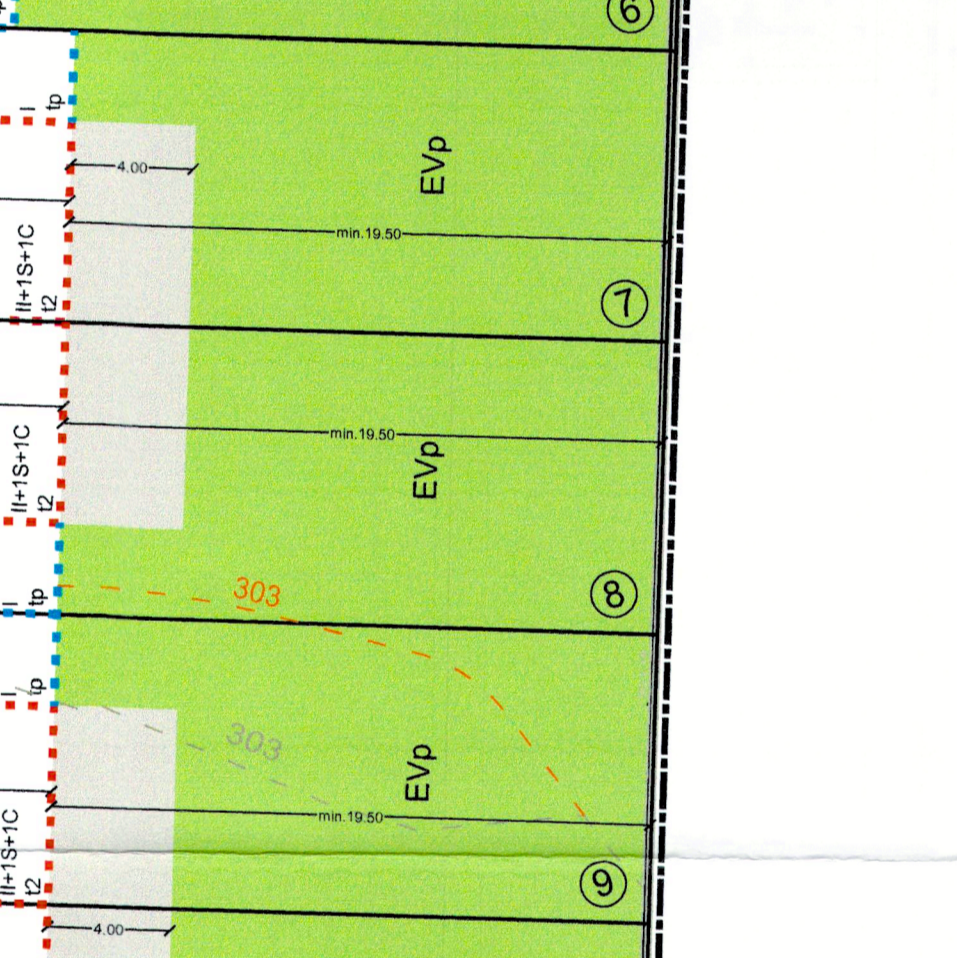 6
I
tp
4.00
EVp
min.19.50
II+1S+1C
t2
7
min.19.50
EVp
II+1S+1C
t2
303
8
I
tp
I
tp
303
EVp
min.19.50
II+1S+1C
t2
9
4.00